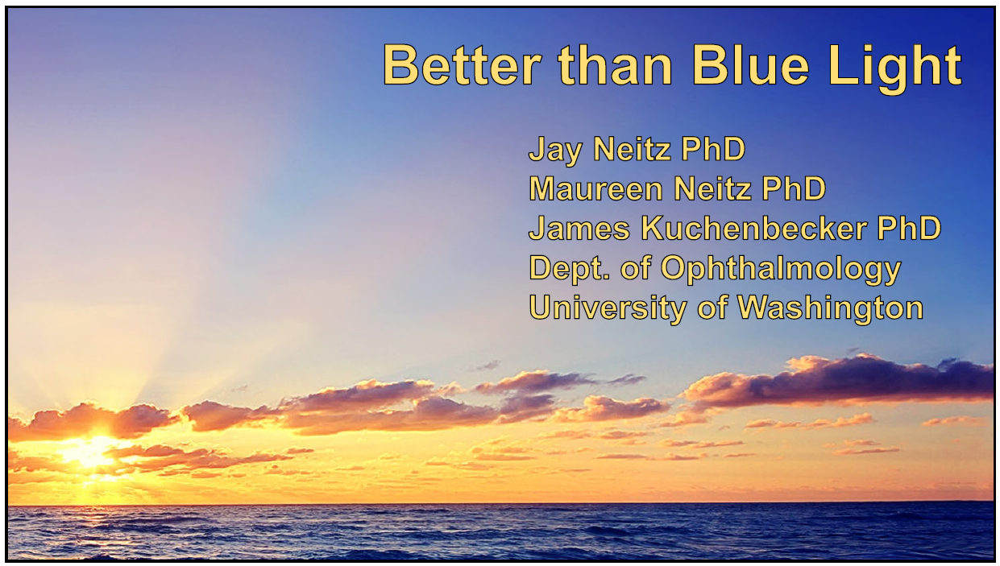 Better than Blue Light
Jay Neitz PhD
Maureen Neitz PhD
James Kuchenbecker PhD
Dept. of Ophthalmology
University of Washington